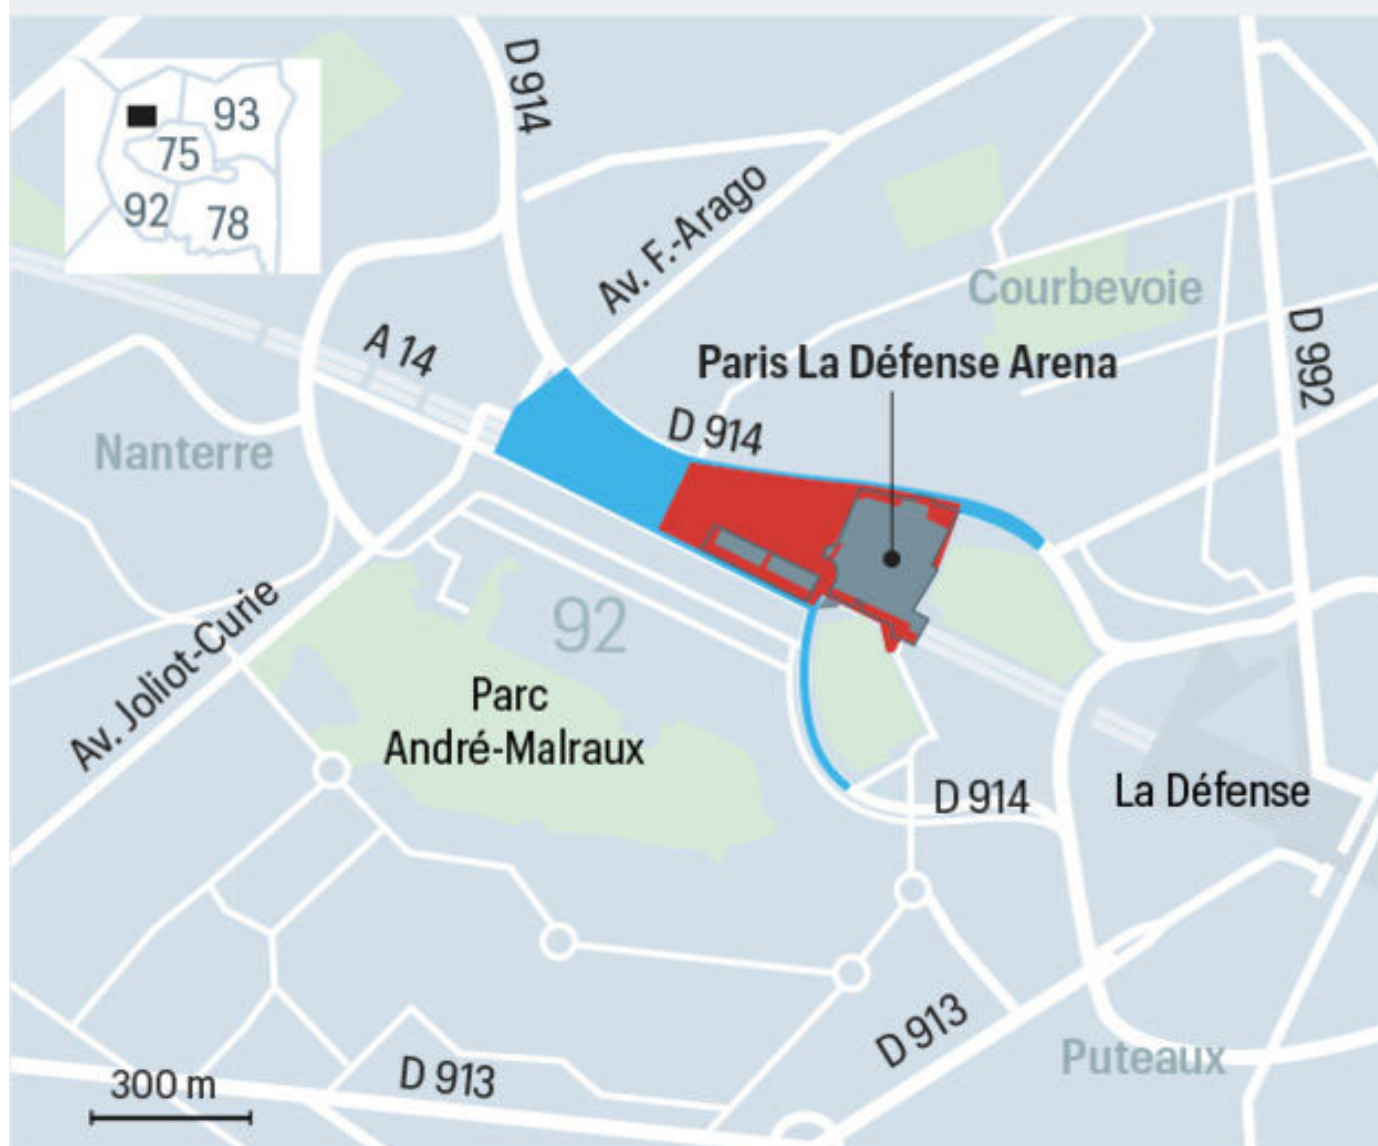 D 914
93
75
92
78
Av. F.-Arago
Courbevoie
A 14
D 992
Paris La Défense Arena
D 914
Nanterre
Av. Joliot-Curie
92
Parc
André-Malraux
D 914
La Défense
D 913
D 913
Puteaux
300 m